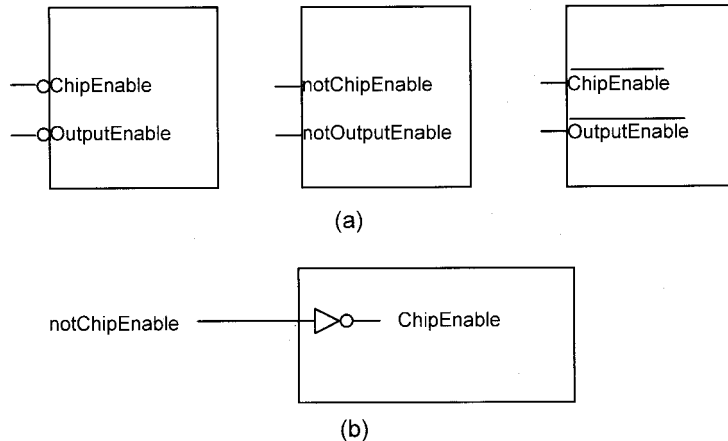 ChipEnable
OutputEnable
notChipEnable
notOutputEnable
ChipEnable
OutputEnable
(a)
notChipEnable
ChipEnable
(b)